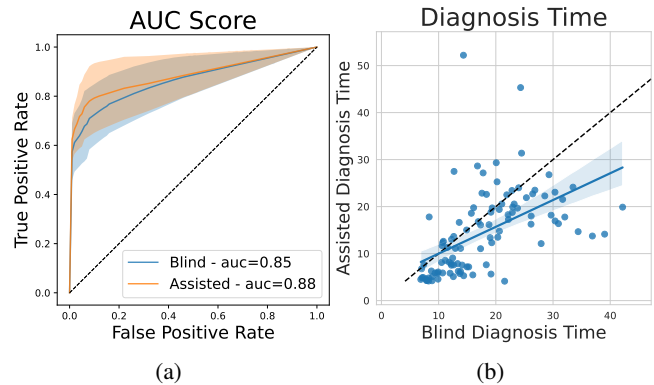 AUC Score
True Positive Rate
1.0
0.8
0.6
0.4
0.2
0.0
Blind - auc=0.85
Assisted - auc=0.88
0.0 0.2 0.4 0.6 0.8 1.0
False Positive Rate
(a)
Diagnosis Time
Assisted Diagnosis Time
50
40
30
20
10
0
0 10 20 30 40
Blind Diagnosis Time
(b)